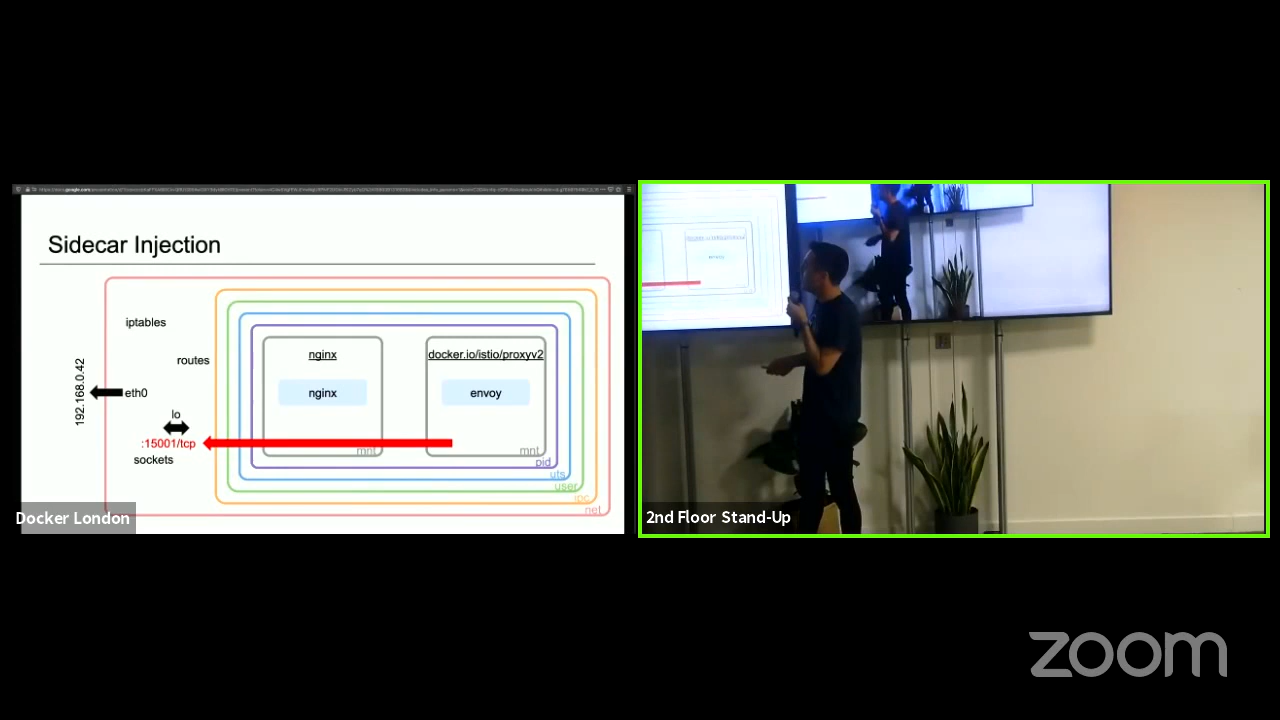 Sidecar Injection
iptables
routes
nginx
docker.io/istio/proxyv2
192.168.0.42
eth0
nginx
envoy
lo
:15001/tcp
sockets
mnt
mnt
pid
uts
user
ipc
net
Docker London
2nd Floor Stand-Up
envoy
zoom